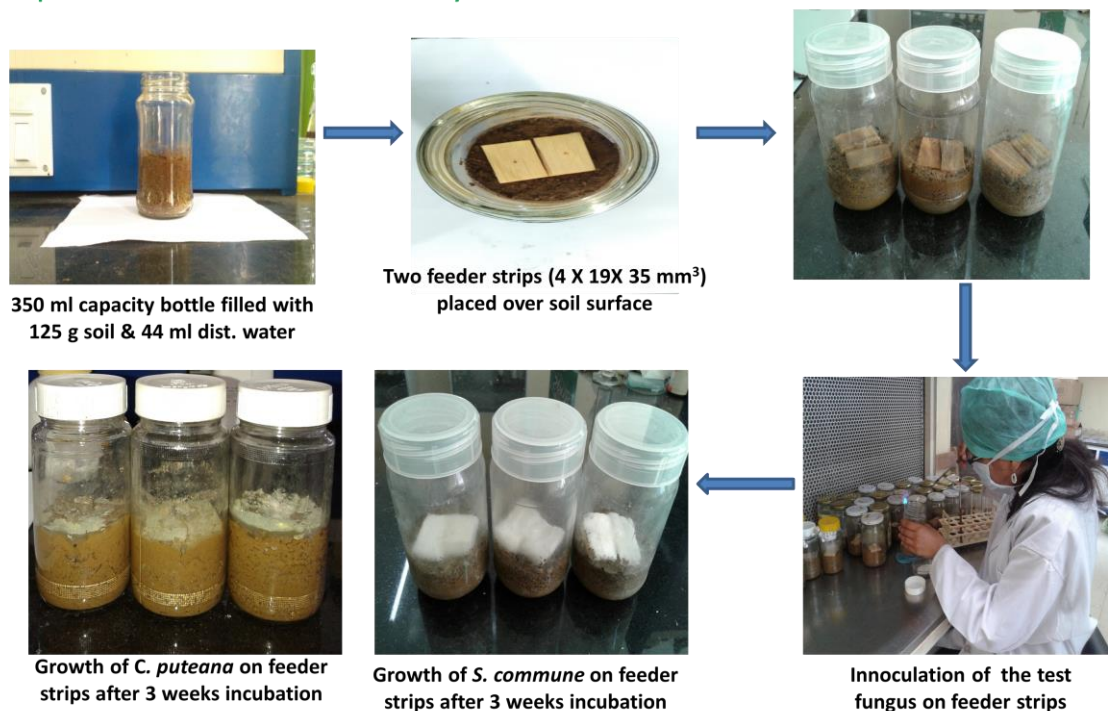 350 ml capacity bottle filled with
125 g soil & 44 ml dist. water
Two feeder strips (4 X 19X 35 mm³)
placed over soil surface
Growth of C. puteana on feeder
strips after 3 weeks incubation
Growth of S. commune on feeder
strips after 3 weeks incubation
Innoculation of the test
fungus on feeder strips